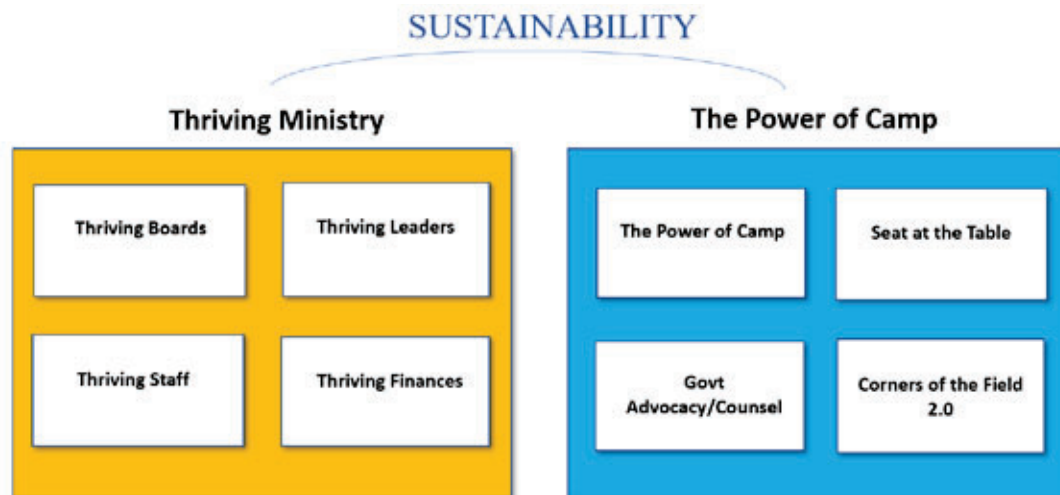 SUSTAINABILITY
Thriving Ministry
The Power of Camp
Thriving Boards
Thriving Leaders
Thriving Staff
Thriving Finances
The Power of Camp
Seat at the Table
Govt
Advocacy/Counsel
Corners of the Field
2.0